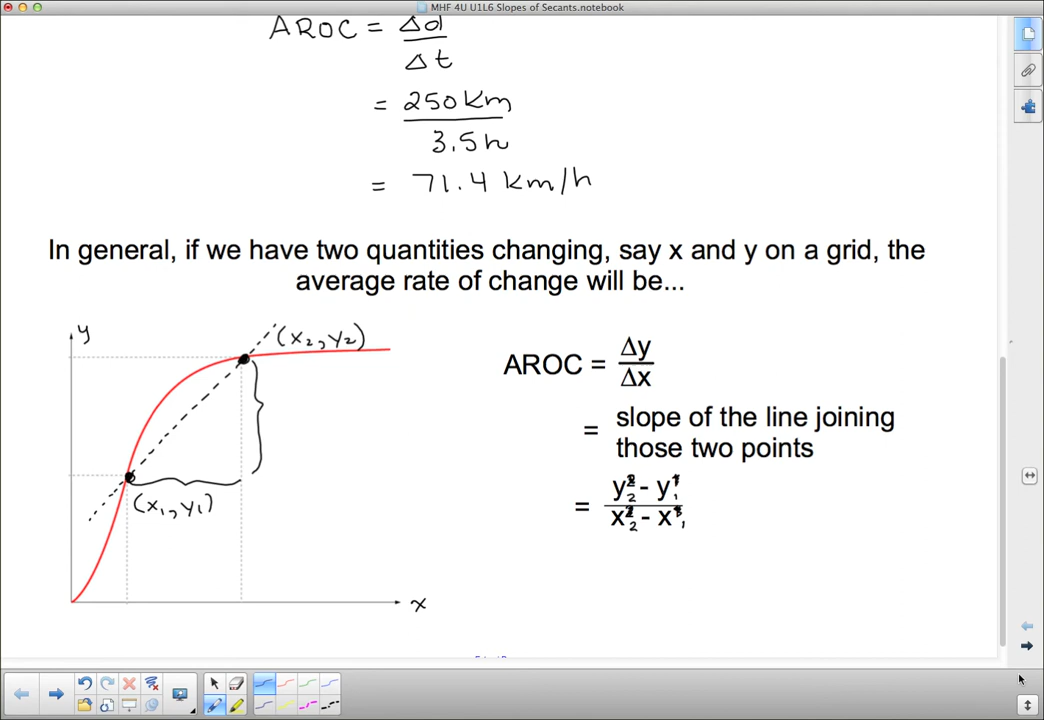 MHF 4U U1L6 Slopes of Secants.notebook
AROC = Δd
Δt
= 250 km
3.5 h
= 71.4 km/h
In general, if we have two quantities changing, say x and y on a grid, the
average rate of change will be...
y
(x₂, y₂)
(x₁, y₁)
x
AROC = Δy
Δx
= slope of the line joining
those two points
= y₂ - y₁
x₂ - x₁